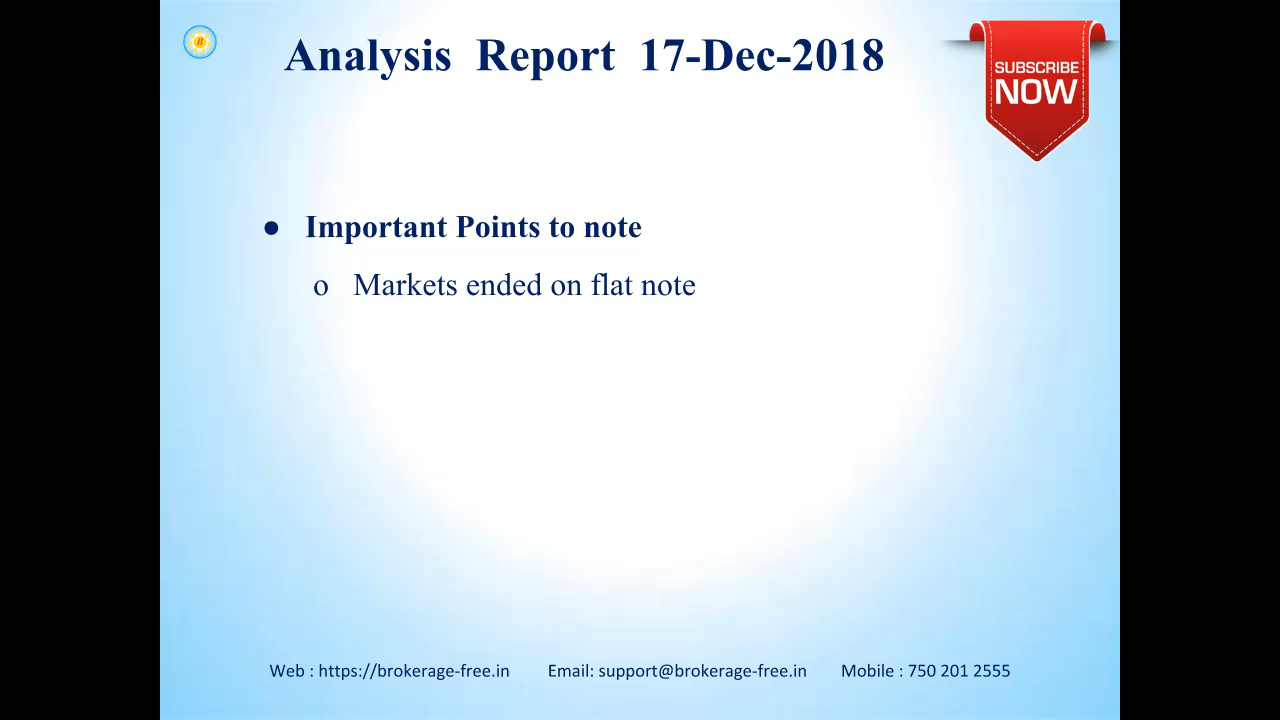 Analysis Report 17-Dec-2018
SUBSCRIBE
NOW
● Important Points to note
o Markets ended on flat note
Web : https://brokerage-free.in Email: support@brokerage-free.in Mobile : 750 201 2555